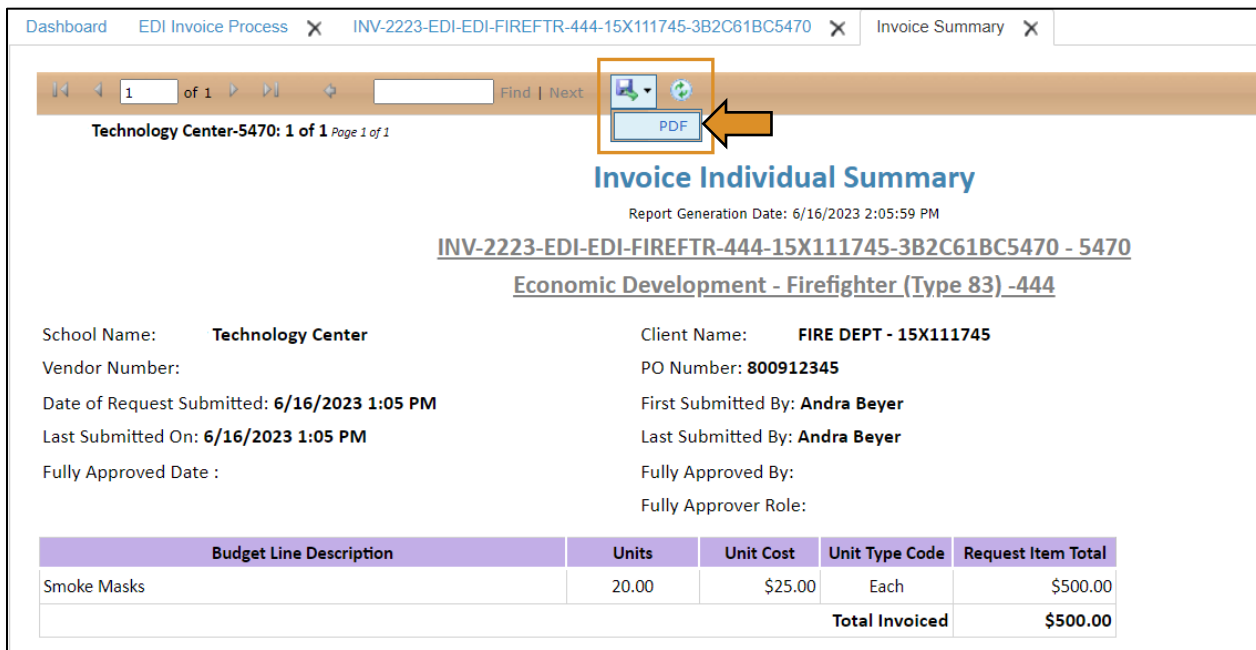 Dashboard EDI Invoice Process INV-2223-EDI-EDI-FIREFTR-444-15X111745-3B2C61BC5470 Invoice Summary
1 of 1 Find | Next
PDF
Technology Center-5470: 1 of 1 Page 1 of 1
Invoice Individual Summary
Report Generation Date: 6/16/2023 2:05:59 PM
INV-2223-EDI-EDI-FIREFTR-444-15X111745-3B2C61BC5470 - 5470
Economic Development - Firefighter (Type 83) -444
School Name: Technology Center Client Name: FIRE DEPT - 15X111745
Vendor Number: PO Number: 800912345
Date of Request Submitted: 6/16/2023 1:05 PM First Submitted By: Andra Beyer
Last Submitted On: 6/16/2023 1:05 PM Last Submitted By: Andra Beyer
Fully Approved Date : Fully Approved By:
Fully Approver Role:
Budget Line Description Units Unit Cost Unit Type Code Request Item Total
Smoke Masks 20.00 $25.00 Each $500.00
Total Invoiced $500.00